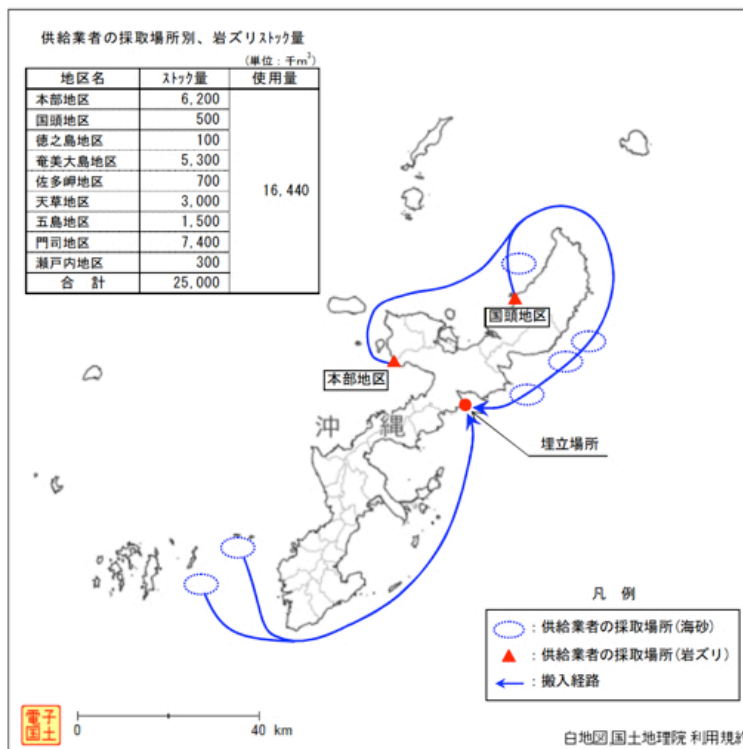 供給業者の採取場所別、岩ズリストック量
(単位：千m³)
地区名 ストック量 使用量
本部地区 6,200
国頭地区 500
徳之島地区 100
奄美大島地区 5,300
佐多岬地区 700
天草地区 3,000
五島地区 1,500
門司地区 7,400
瀬戸内地区 300
16,440
合計 25,000
国頭地区
本部地区
沖縄
埋立場所
凡例
：供給業者の採取場所(海砂)
：供給業者の採取場所(岩ズリ)
：搬入経路
電子国土
0 40 km
白地図 国土地理院 利用規約